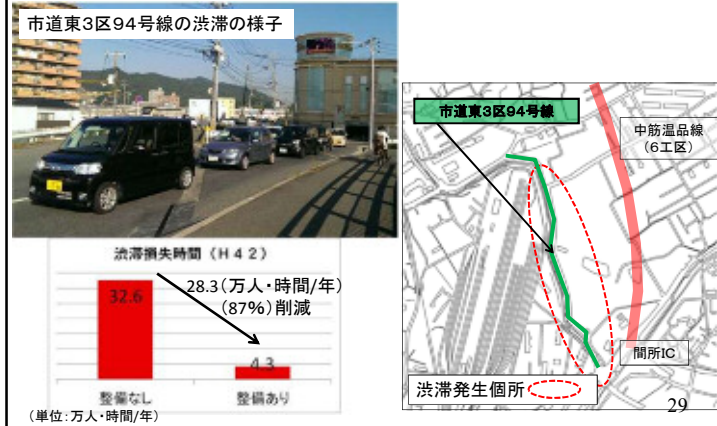 市道東3区94号線の渋滞の様子
渋滞損失時間(H42)
28.3(万人・時間/年)
(87%)削減
32.6
4.3
整備なし
整備あり
(単位:万人・時間/年)
市道東3区94号線
中筋温品線
(6工区)
間所IC
渋滞発生個所
29